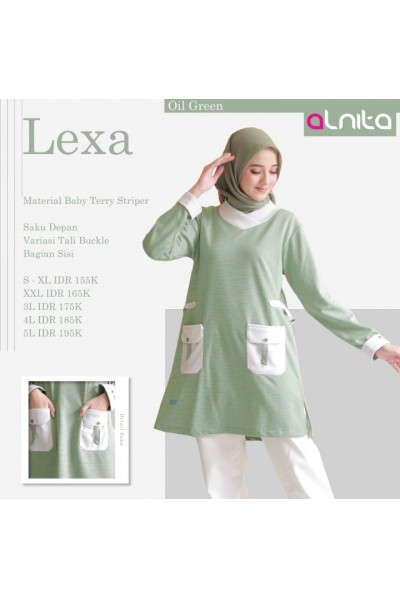 Oil Green
alnita
Lexa
Material Baby Terry Striper
Saku Depan
Variasi Tali Buckle
Bagian Sisi
S - XL IDR 155K
XXL IDR 165K
3L IDR 175K
4L IDR 185K
5L IDR 195K
Detail Saku